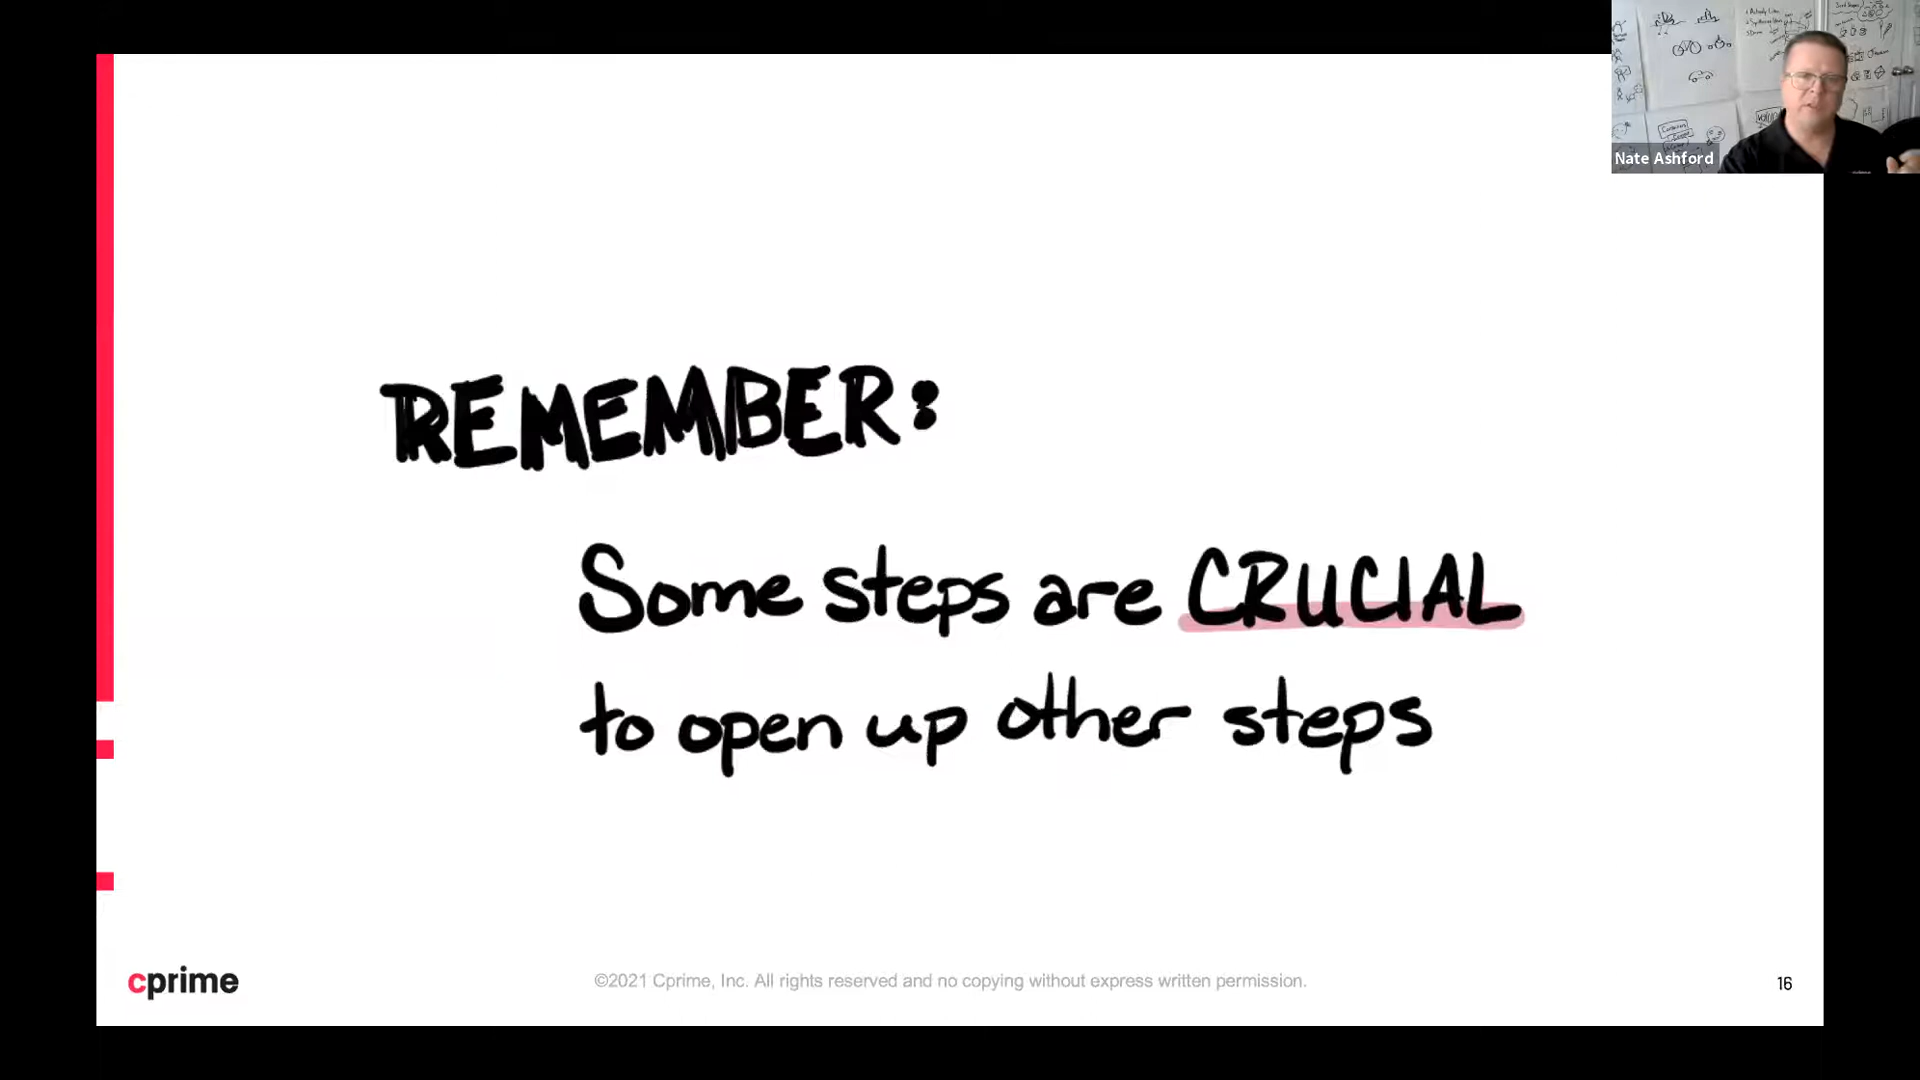 Nate Ashford
REMEMBER:
Some steps are CRUCIAL
to open up other steps
cprime
©2021 Cprime, Inc. All rights reserved and no copying without express written permission.
16